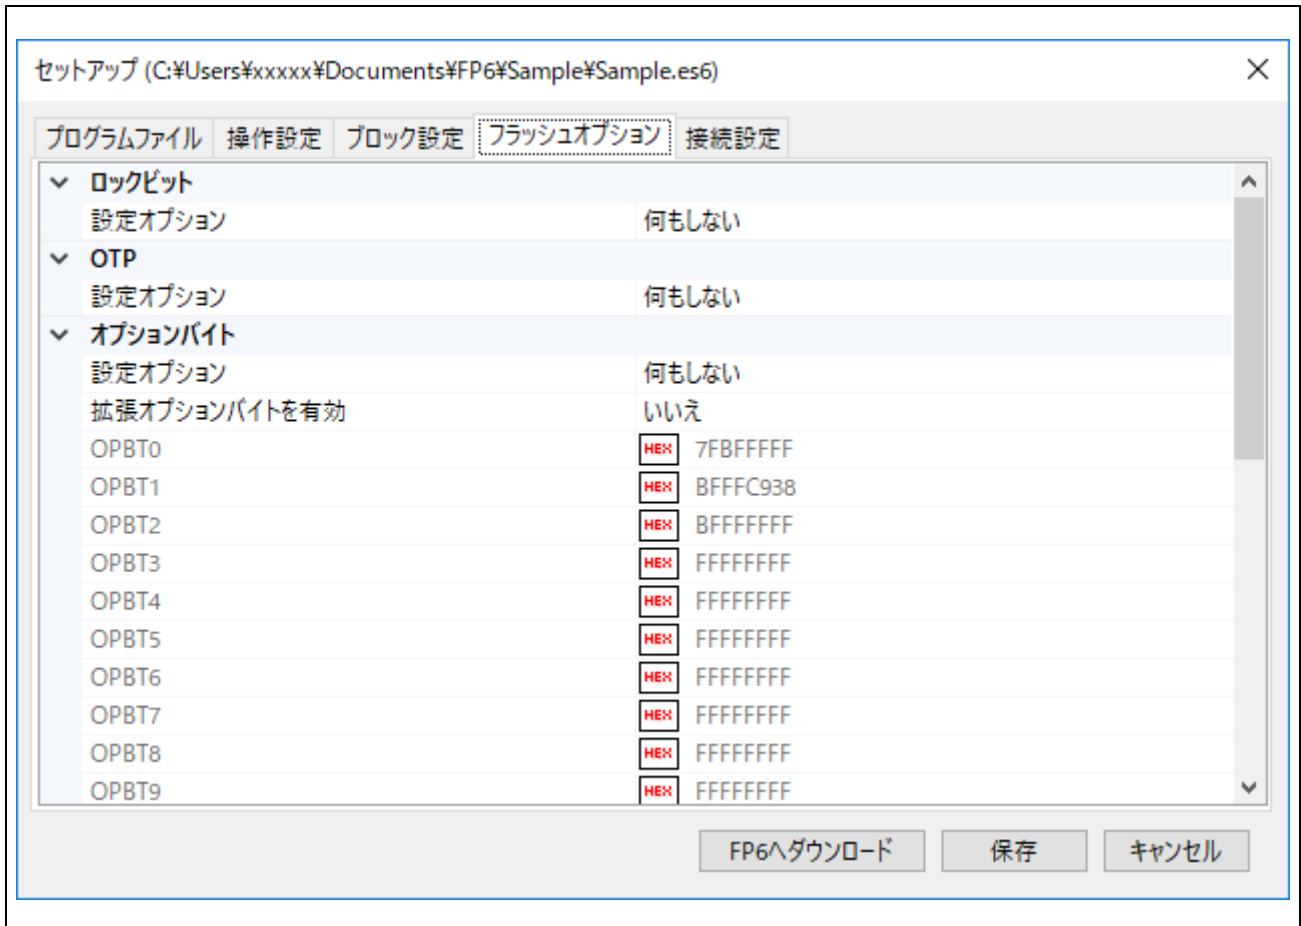 セットアップ (C:¥Users¥xxxxx¥Documents¥FP6¥Sample¥Sample.es6)
プログラムファイル 操作設定 ブロック設定 フラッシュオプション 接続設定
ロックビット
設定オプション 何もしない
OTP
設定オプション 何もしない
オプションバイト
設定オプション 何もしない
拡張オプションバイトを有効 いいえ
OPBT0 HEX 7FBFFFFF
OPBT1 HEX BFFFC938
OPBT2 HEX BFFFFFFF
OPBT3 HEX FFFFFFFF
OPBT4 HEX FFFFFFFF
OPBT5 HEX FFFFFFFF
OPBT6 HEX FFFFFFFF
OPBT7 HEX FFFFFFFF
OPBT8 HEX FFFFFFFF
OPBT9 HEX FFFFFFFF
FP6へダウンロード 保存 キャンセル